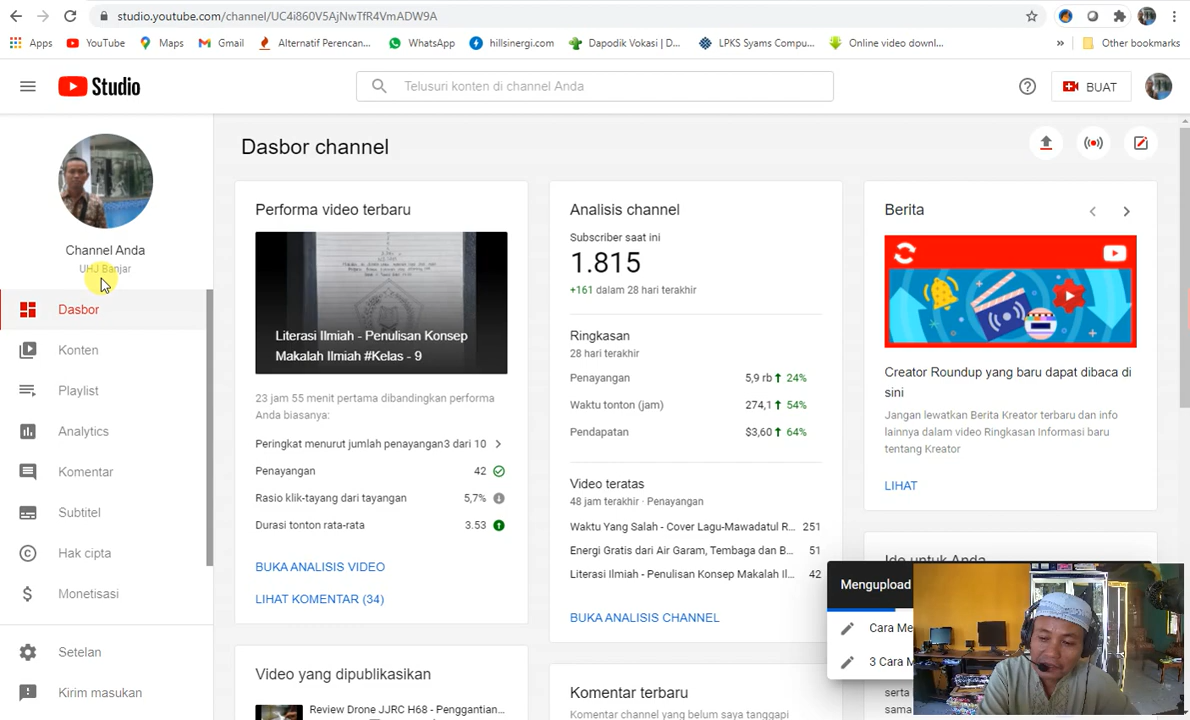 studio.youtube.com/channel/UC4i860V5AjNwTfR4VmADW9A
Apps YouTube Maps Gmail Alternatif Perencan... WhatsApp hillsinergi.com Dapodik Vokasi | D... LPKS Syams Compu... Online video downl... » Other bookmarks
Studio
Telusuri konten di channel Anda
BUAT
Channel Anda
UHJ Banjar
Dasbor
Konten
Playlist
Analytics
Komentar
Subtitel
Hak cipta
Monetisasi
Setelan
Kirim masukan
Dasbor channel
Performa video terbaru
Literasi Ilmiah - Penulisan Konsep
Makalah Ilmiah #Kelas - 9
23 jam 55 menit pertama dibandingkan performa
Anda biasanya:
Peringkat menurut jumlah penayangan3 dari 10
Penayangan 42
Rasio klik-tayang dari tayangan 5,7%
Durasi tonton rata-rata 3.53
BUKA ANALISIS VIDEO
LIHAT KOMENTAR (34)
Video yang dipublikasikan
Review Drone JJRC H68 - Penggantian...
Analisis channel
Subscriber saat ini
1.815
+161 dalam 28 hari terakhir
Ringkasan
28 hari terakhir
Penayangan 5,9 rb 24%
Waktu tonton (jam) 274,1 54%
Pendapatan $3,60 64%
Video teratas
48 jam terakhir · Penayangan
Waktu Yang Salah - Cover Lagu-Mawadatul R... 251
Energi Gratis dari Air Garam, Tembaga dan B... 51
Literasi Ilmiah - Penulisan Konsep Makalah Il... 42
BUKA ANALISIS CHANNEL
Komentar terbaru
Komentar channel yang belum saya tanggapi
Berita
Creator Roundup yang baru dapat dibaca di
sini
Jangan lewatkan Berita Kreator terbaru dan info
lainnya dalam video Ringkasan Informasi baru
tentang Kreator
LIHAT
Ide untuk Anda
Mengupload
Cara Me
3 Cara M
serta
sama